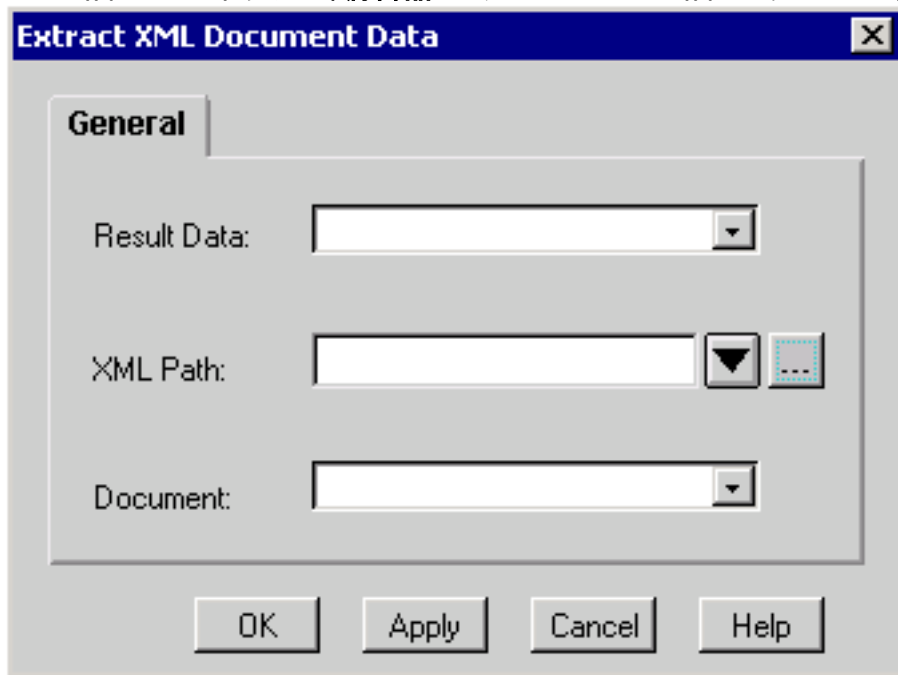 Extract XML Document Data
General
Result Data:
XML Path:
...
Document:
OK Apply Cancel Help